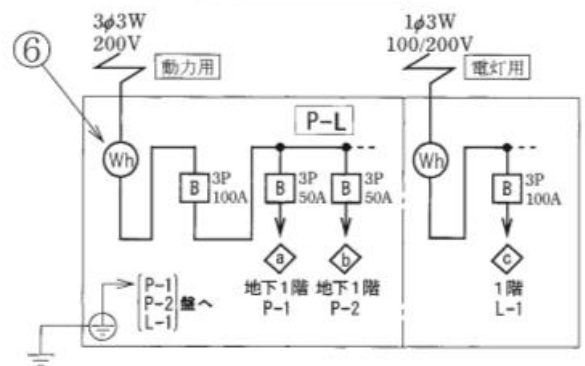 3φ3W
200V
動力用
⑥
1φ3W
100/200V
電灯用
P-L
Wh
B
3P
100A
B
3P
50A
B
3P
50A
Wh
B
3P
100A
a
b
c
地下1階
P-1
地下1階
P-2
1階
L-1
P-1
P-2
L-1
盤へ